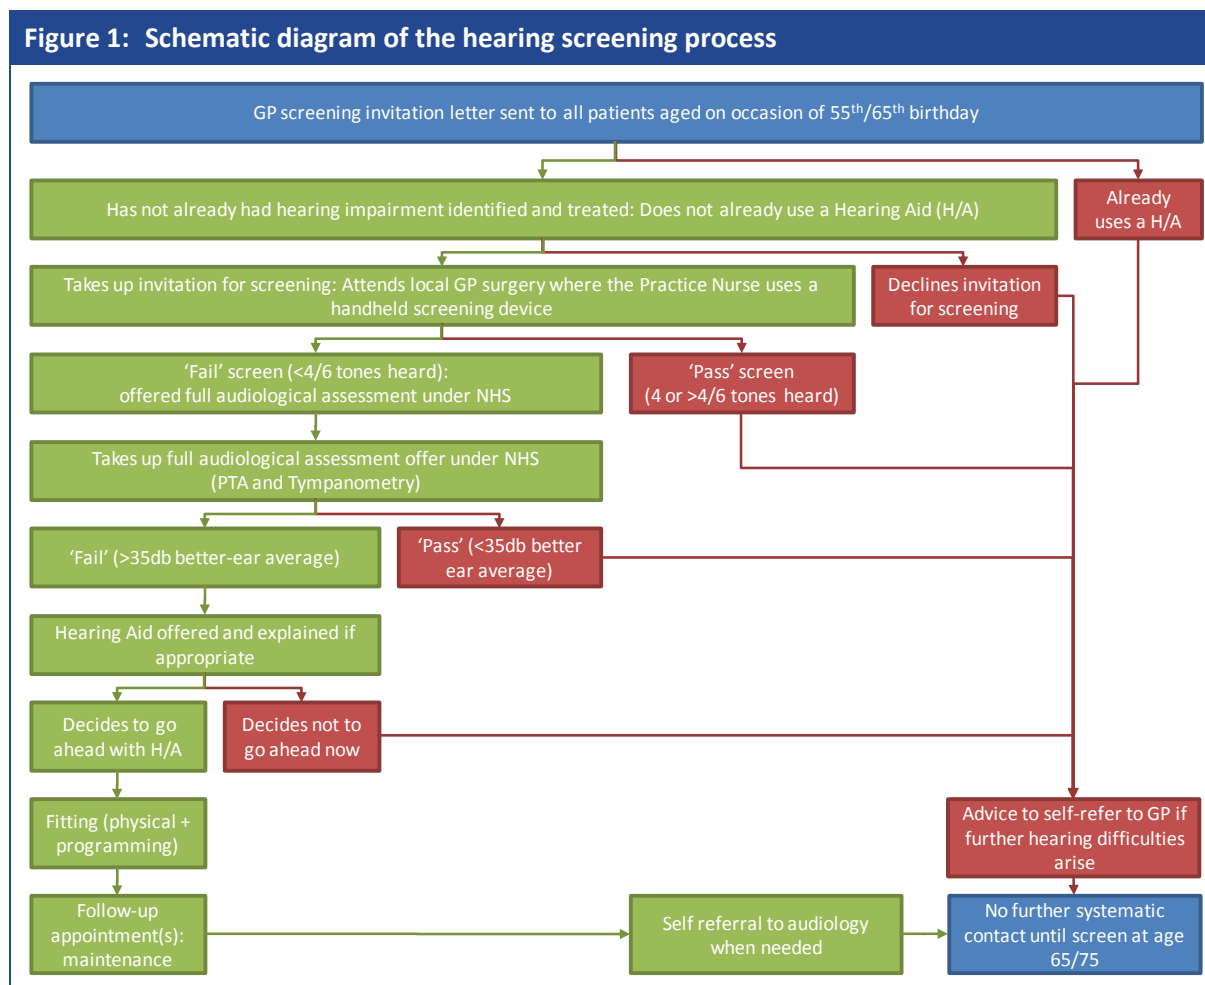 Figure 1: Schematic diagram of the hearing screening process
GP screening invitation letter sent to all patients aged on occasion of 55th/65th birthday
Has not already had hearing impairment identified and treated: Does not already use a Hearing Aid (H/A)
Already
uses a H/A
Takes up invitation for screening: Attends local GP surgery where the Practice Nurse uses a
handheld screening device
Declines invitation
for screening
'Fail' screen (<4/6 tones heard):
offered full audiological assessment under NHS
'Pass' screen
(4 or >4/6 tones heard)
Takes up full audiological assessment offer under NHS
(PTA and Tympanometry)
'Fail' (>35db better-ear average)
'Pass' (<35db better
ear average)
Hearing Aid offered and explained if
appropriate
Decides to go
ahead with H/A
Decides not to
go ahead now
Fitting (physical +
programming)
Advice to self-refer to GP if
further hearing difficulties
arise
Follow-up
appointment(s):
maintenance
Self referral to audiology
when needed
No further systematic
contact until screen at age
65/75